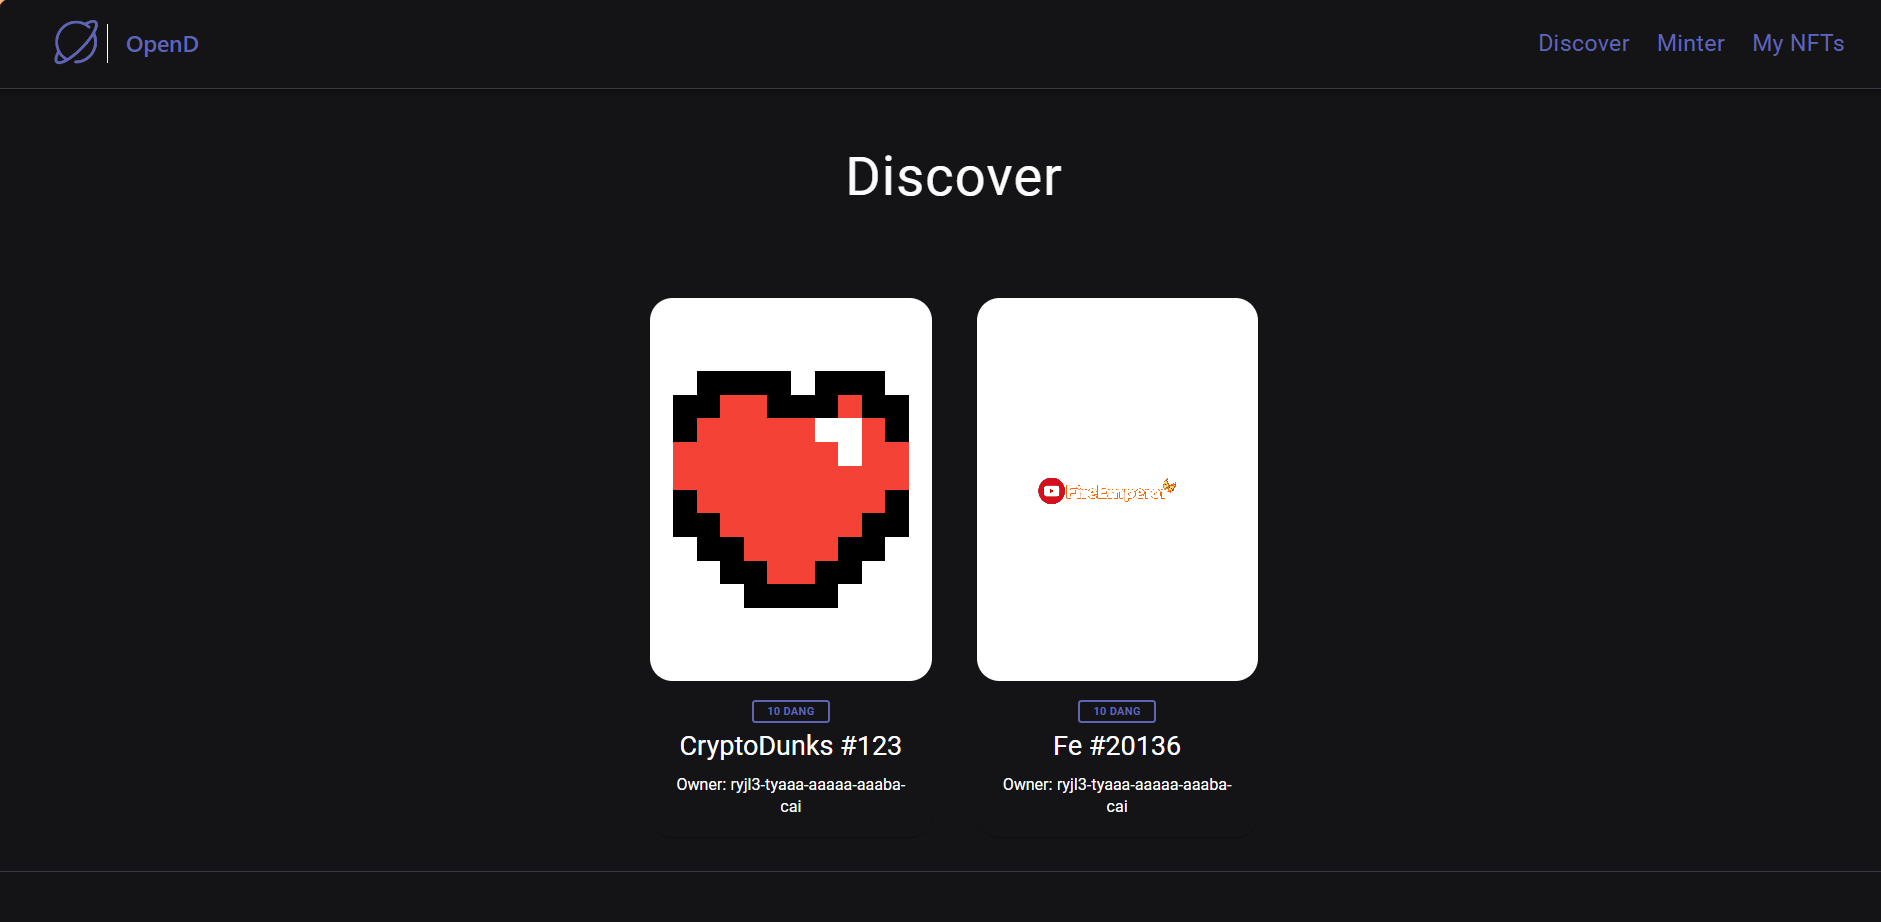 OpenD
Discover Minter My NFTs
Discover
FireEmperor
10 DANG
CryptoDunks #123
Owner: ryjl3-tyaaa-aaaaa-aaaba-
cai
10 DANG
Fe #20136
Owner: ryjl3-tyaaa-aaaaa-aaaba-
cai